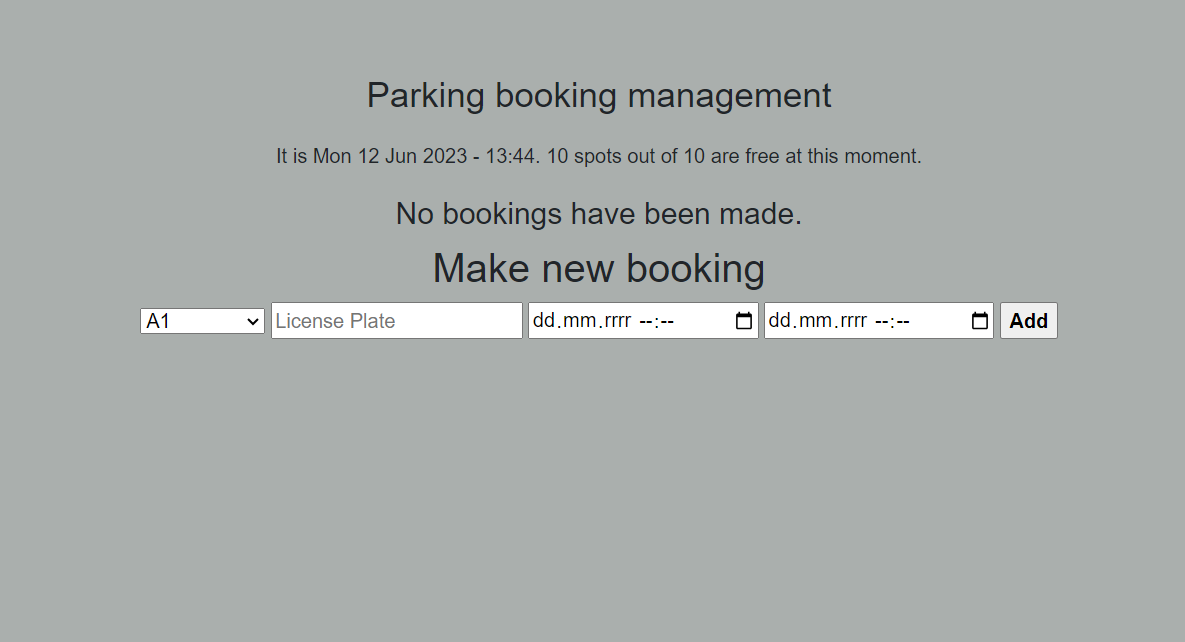 Parking booking management
It is Mon 12 Jun 2023 - 13:44. 10 spots out of 10 are free at this moment.
No bookings have been made.
Make new booking
A1 License Plate dd.mm.rrrr --:-- dd.mm.rrrr --:-- Add